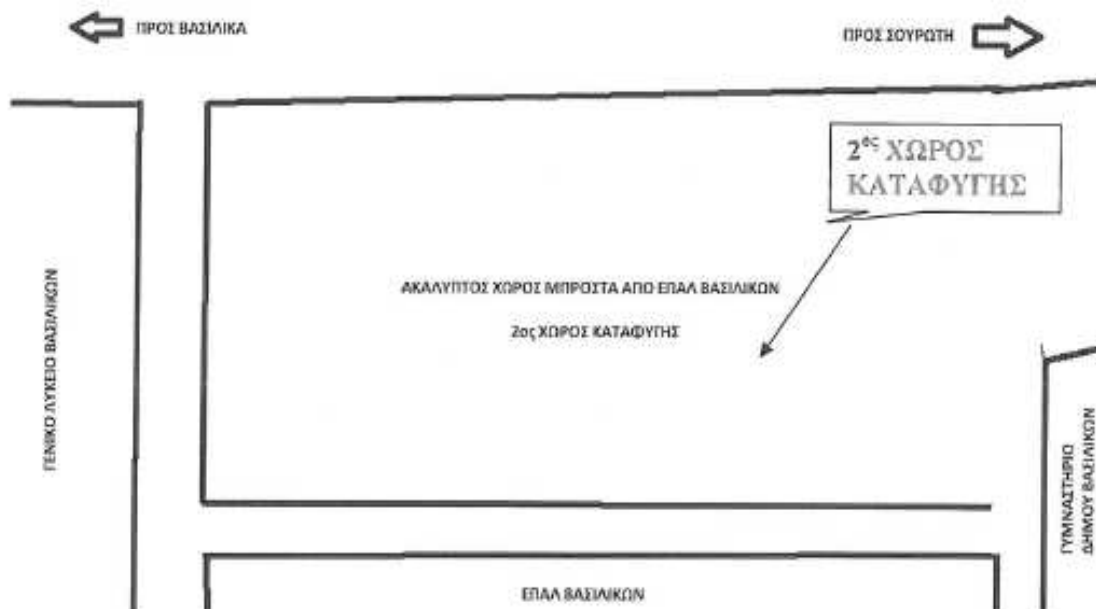 ΠΡΟΣ ΒΑΣΙΛΙΚΑ
ΠΡΟΣ ΣΟΥΡΩΤΗ
2ος ΧΩΡΟΣ
ΚΑΤΑΦΥΓΗΣ
ΑΚΑΛΥΠΤΟΣ ΧΩΡΟΣ ΜΠΡΟΣΤΑ ΑΠΟ ΕΠΑΛ ΒΑΣΙΛΙΚΩΝ
2ος ΧΩΡΟΣ ΚΑΤΑΦΥΓΗΣ
ΓΕΝΙΚΟ ΛΥΚΕΙΟ ΒΑΣΙΛΙΚΩΝ
ΓΥΜΝΑΣΤΗΡΙΟ
ΔΗΜΟΥ ΒΑΣΙΛΙΚΩΝ
ΕΠΑΛ ΒΑΣΙΛΙΚΩΝ